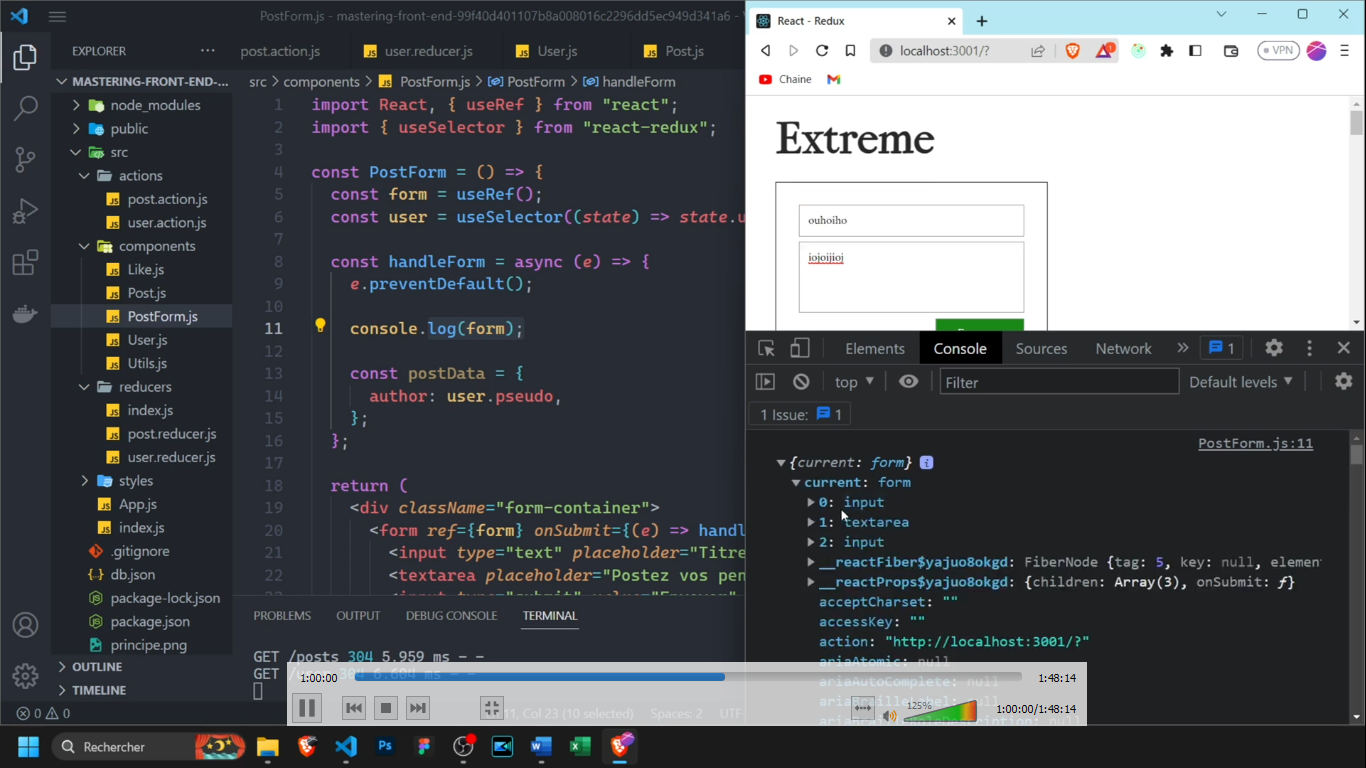 PostForm.js - mastering-front-end-99f40d401107b8a008016c2296dd5ec949d341a6 - V
EXPLORER
MASTERING-FRONT-END-...
node_modules
public
src
actions
post.action.js
user.action.js
components
Like.js
Post.js
PostForm.js
User.js
Utils.js
reducers
index.js
post.reducer.js
user.reducer.js
styles
App.js
index.js
.gitignore
db.json
package-lock.json
package.json
principe.png
OUTLINE
TIMELINE
0 0
post.action.js user.reducer.js User.js Post.js
src > components > PostForm.js > PostForm > handleForm
1 import React, { useRef } from "react";
2 import { useSelector } from "react-redux";
3
4 const PostForm = () => {
5 const form = useRef();
6 const user = useSelector((state) => state.u
7
8 const handleForm = async (e) => {
9 e.preventDefault();
10
11 console.log(form);
12
13 const postData = {
14 author: user.pseudo,
15 };
16 };
17
18 return (
19 <div className="form-container">
20 <form ref={form} onSubmit={(e) => handl
21 <input type="text" placeholder="Titre
22 <textarea placeholder="Postez vos pen
PROBLEMS OUTPUT DEBUG CONSOLE TERMINAL
GET /posts 304 5.959 ms - -
GET /user 304 6.604 ms - -
11, Col 23 (10 selected) Spaces: 2 UTF-
React - Redux
localhost:3001/?
VPN
Chaine
Extreme
ouhoiho
iojoijioj
Elements Console Sources Network 1
top Filter Default levels
1 Issue: 1
PostForm.js:11
{current: form}
current: form
0: input
1: textarea
2: input
__reactFiber$yajuo8okgd: FiberNode {tag: 5, key: null, elemen
__reactProps$yajuo8okgd: {children: Array(3), onSubmit: ƒ}
acceptCharset: ""
accessKey: ""
action: "http://localhost:3001/?"
ariaAtomic: null
ariaAutoComplete: null
ariaBrailleLabel: null
1:00:00 1:48:14
125%
1:00:00/1:48:14
Rechercher